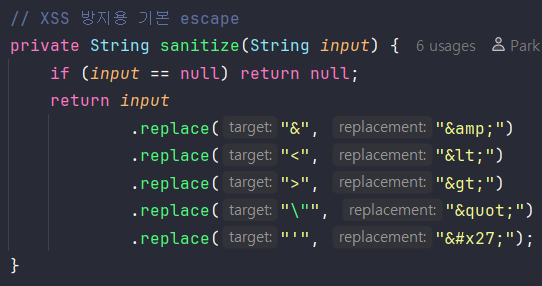 // XSS 방지용 기본 escape
private String sanitize(String input) { 6 usages Park
if (input == null) return null;
return input
.replace( target: "&", replacement: "&amp;")
.replace( target: "<", replacement: "&lt;")
.replace( target: ">", replacement: "&gt;")
.replace( target: "\"", replacement: "&quot;")
.replace( target: "'", replacement: "&#x27;");
}